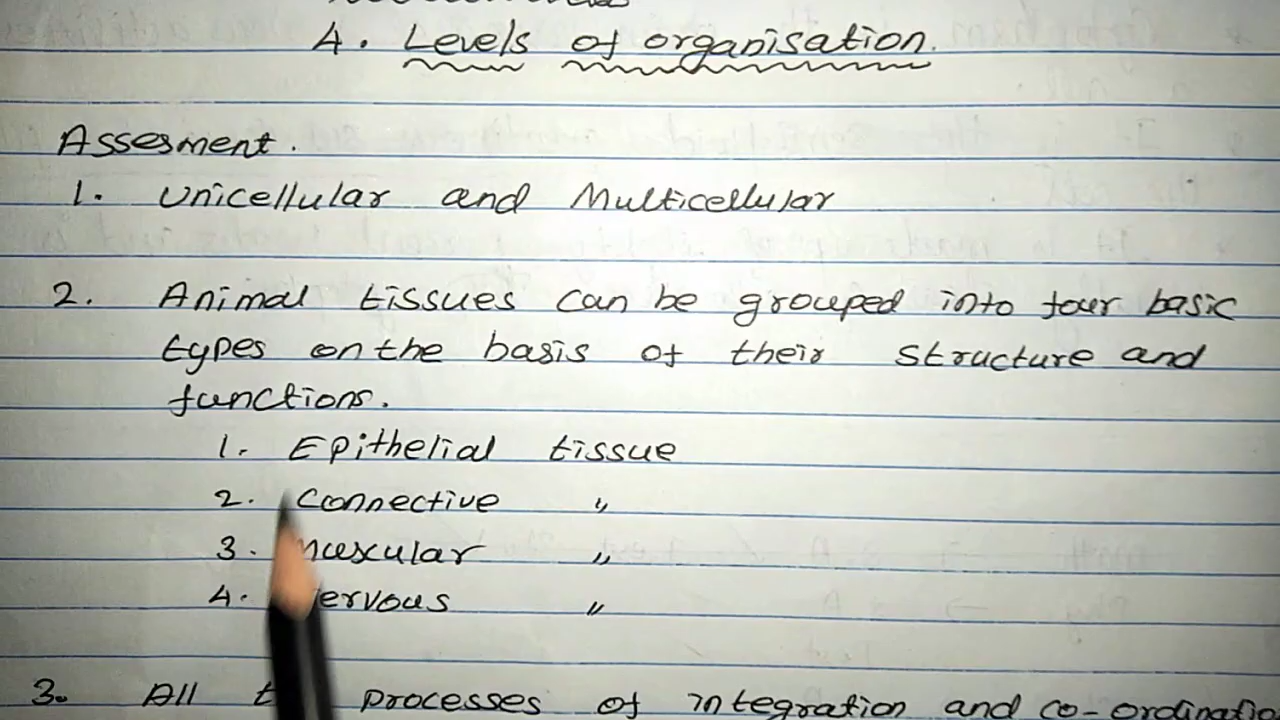 4. Levels of organisation.
Assesment.
1. Unicellular and Multicellular
2. Animal tissues can be grouped into four basic
types on the basis of their structure and
functions.
1. Epithelial tissue
2. Connective "
3. Muscular "
4. Nervous "
3. All processes of integration and co-ordinatio